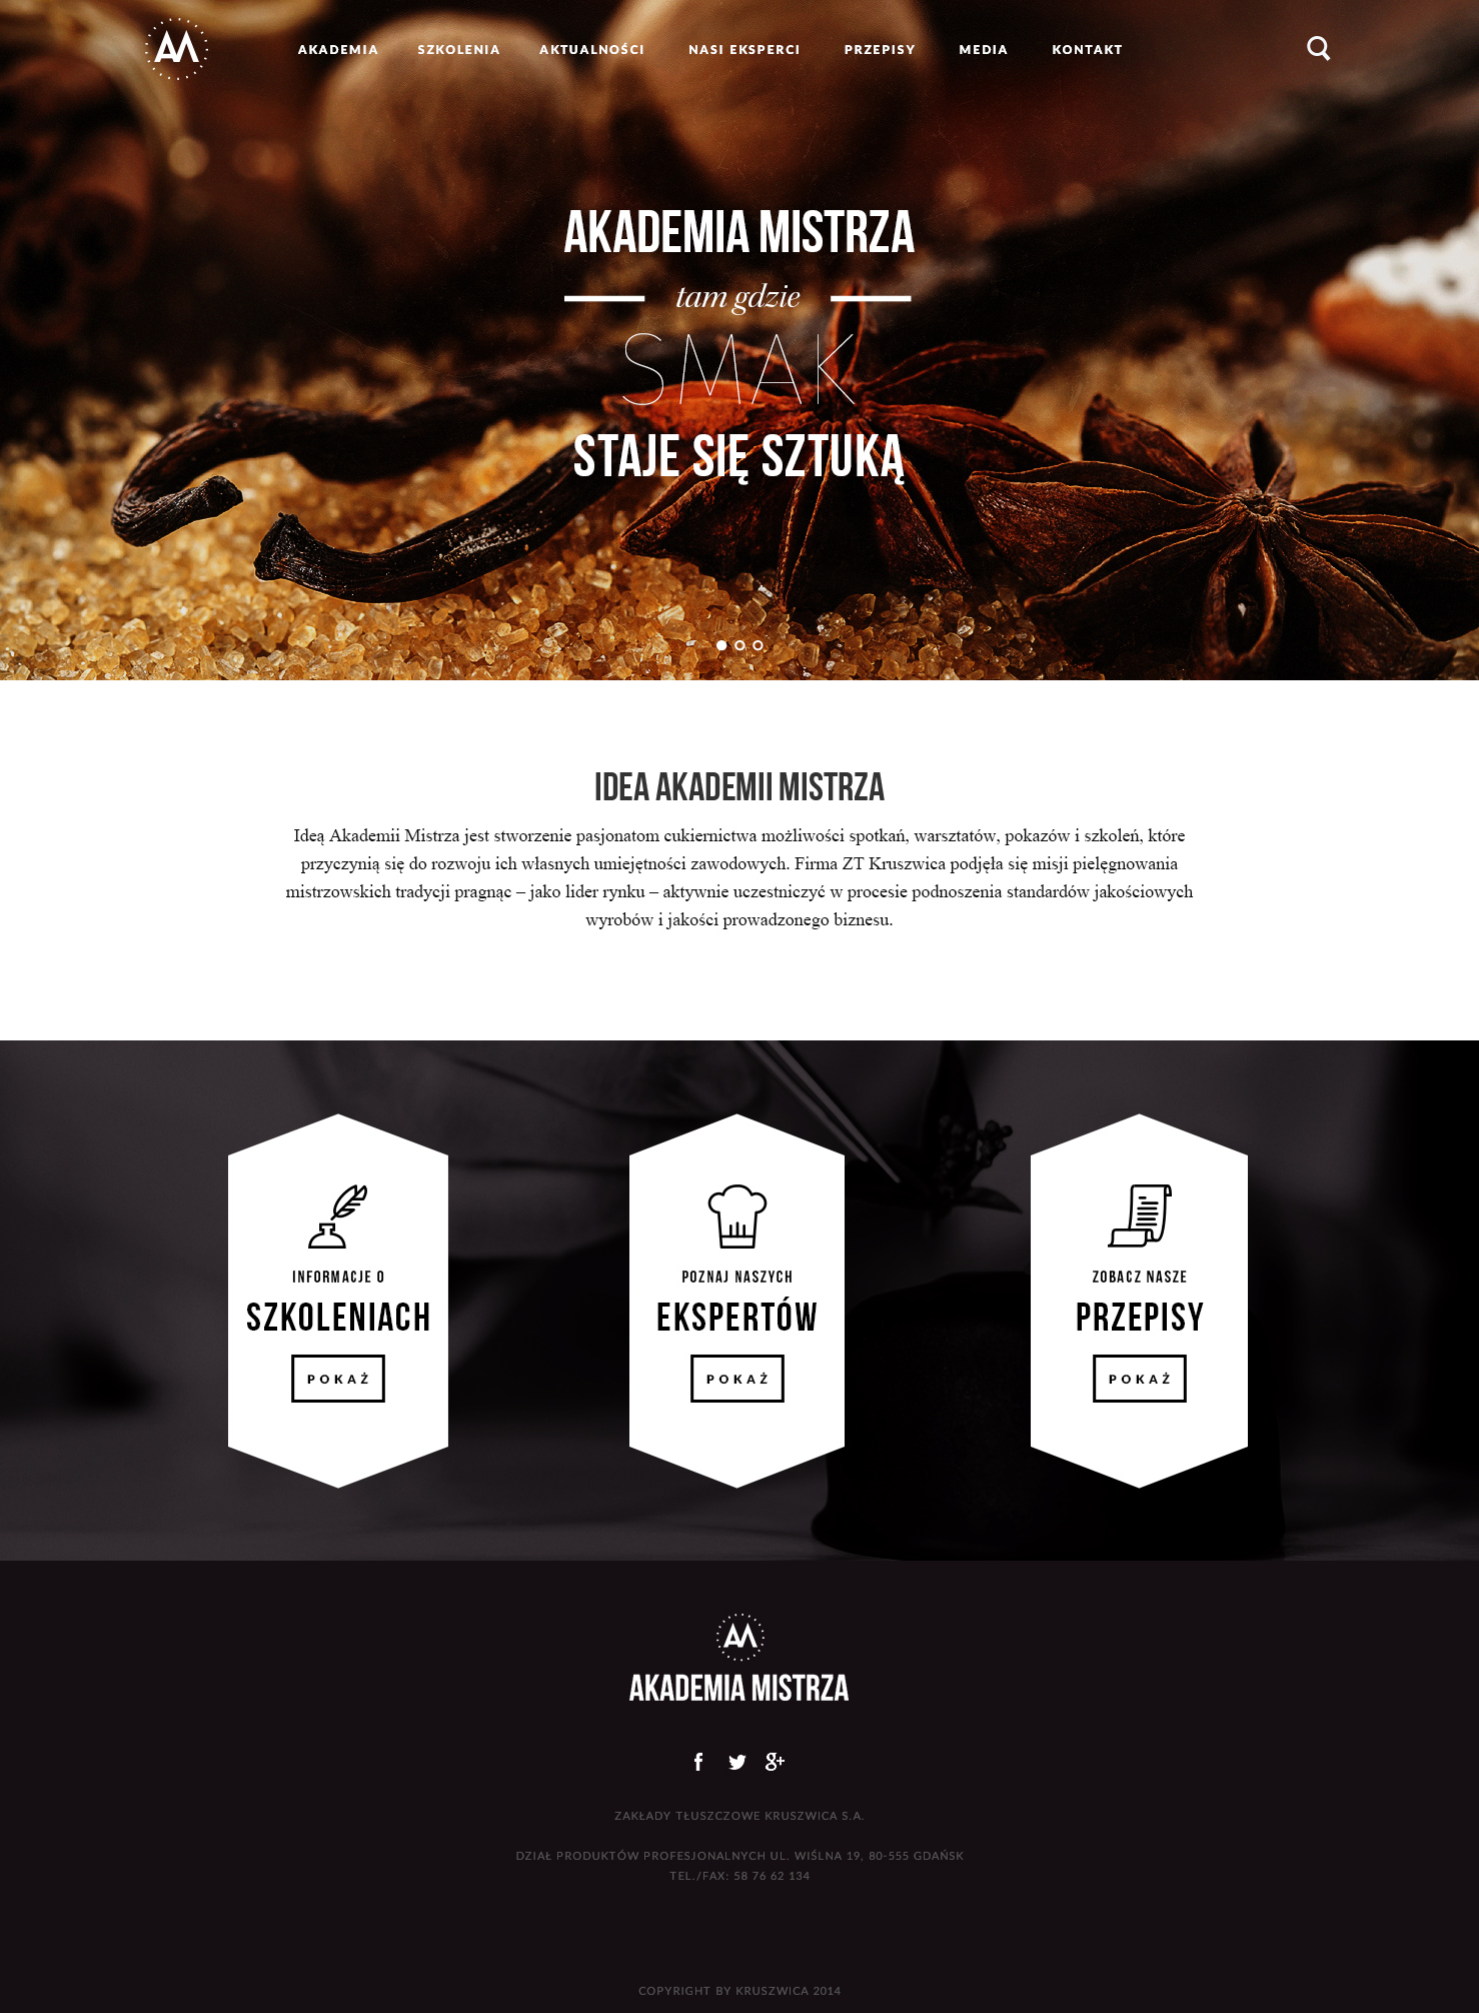 AM
AKADEMIA SZKOLENIA AKTUALNOŚCI NASI EKSPERCI PRZEPISY MEDIA KONTAKT
AKADEMIA MISTRZA
tam gdzie
SMAK
STAJE SIĘ SZTUKĄ
IDEA AKADEMII MISTRZA
Ideą Akademii Mistrza jest stworzenie pasjonatom cukiernictwa możliwości spotkań, warsztatów, pokazów i szkoleń, które
przyczynią się do rozwoju ich własnych umiejętności zawodowych. Firma ZT Kruszwica podjęła się misji pielęgnowania
mistrzowskich tradycji pragnąc – jako lider rynku – aktywnie uczestniczyć w procesie podnoszenia standardów jakościowych
wyrobów i jakości prowadzonego biznesu.
INFORMACJE O
SZKOLENIACH
POKAŻ
POZNAJ NASZYCH
EKSPERTÓW
POKAŻ
ZOBACZ NASZE
PRZEPISY
POKAŻ
AM
AKADEMIA MISTRZA
ZAKŁADY TŁUSZCZOWE KRUSZWICA S.A.
DZIAŁ PRODUKTÓW PROFESJONALNYCH UL. WIŚLNA 19, 80-555 GDAŃSK
TEL./FAX: 58 76 62 134
COPYRIGHT BY KRUSZWICA 2014